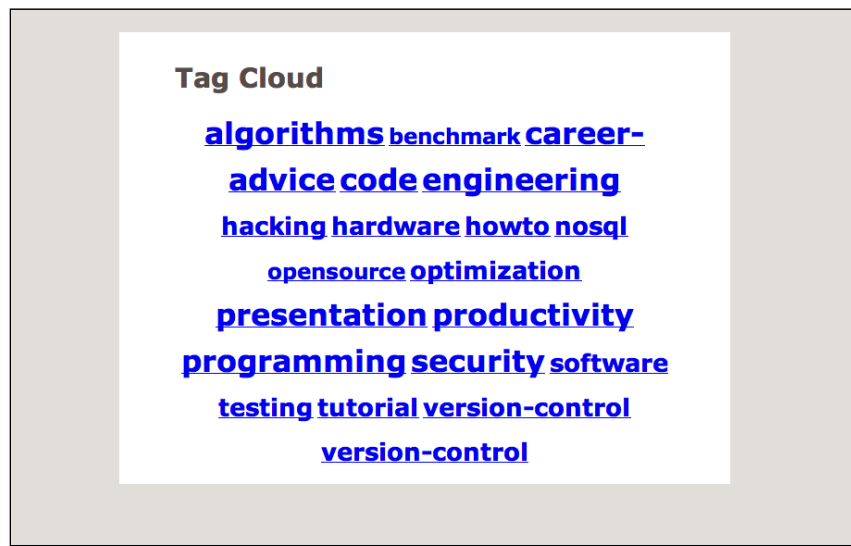 Tag Cloud
algorithms benchmark career-
advice code engineering
hacking hardware howto nosql
opensource optimization
presentation productivity
programming security software
testing tutorial version-control
version-control